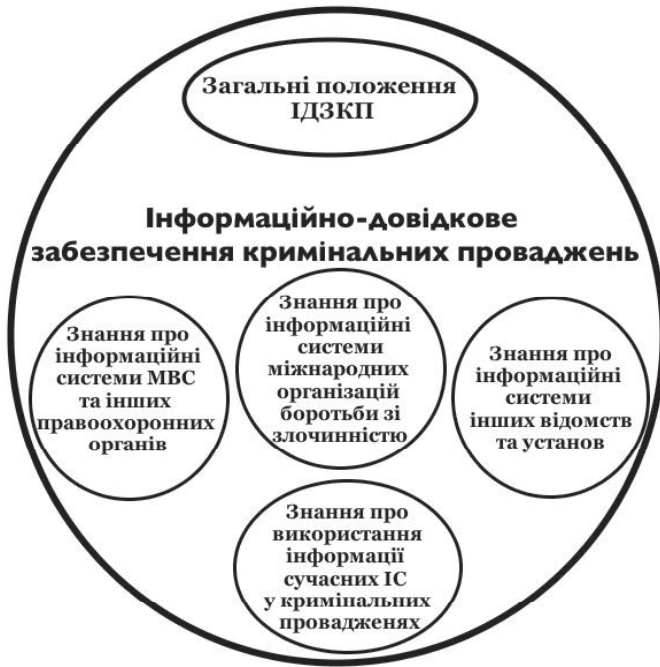 Загальні положення
ІДЗКП
Інформаційно-довідкове
забезпечення кримінальних проваджень
Знання про
інформаційні
системи МВС
та інших
правоохоронних
органів
Знання про
інформаційні
системи
міжнародних
організацій
боротьби зі
злочинністю
Знання про
інформаційні
системи
інших відомств
та установ
Знання про
використання
інформації
сучасних ІС
у кримінальних
провадженях